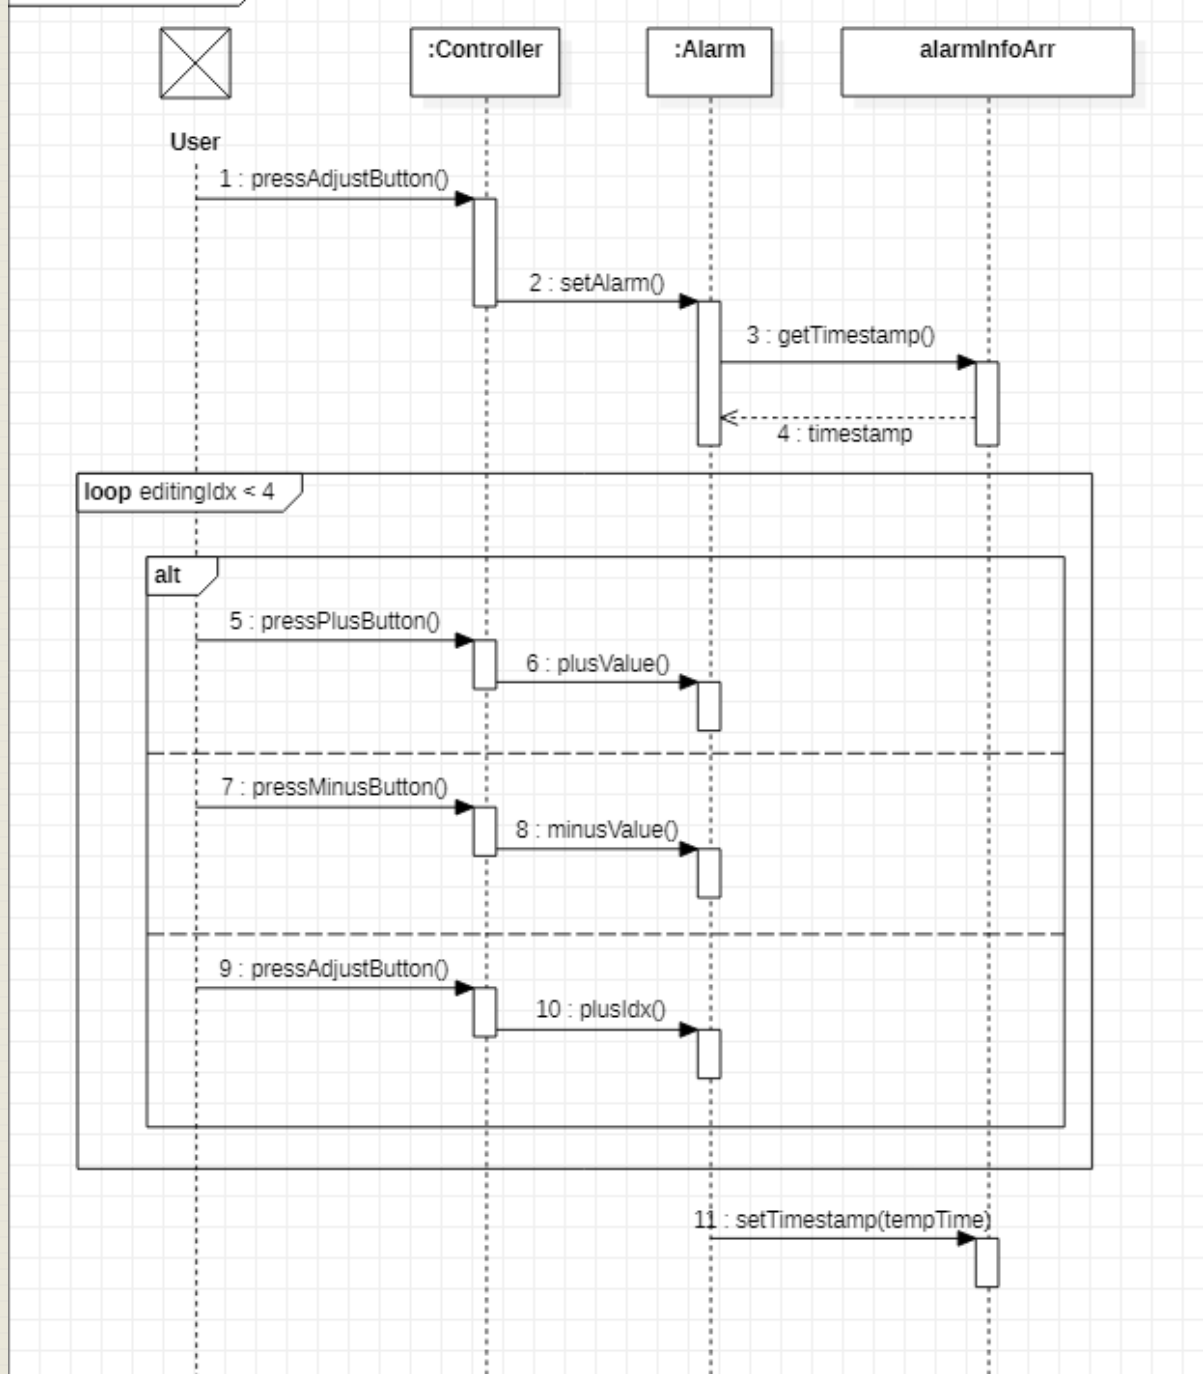 :Controller
:Alarm
alarmInfoArr
User
1 : pressAdjustButton()
2 : setAlarm()
3 : getTimestamp()
4 : timestamp
loop editingIdx < 4
alt
5 : pressPlusButton()
6 : plusValue()
7 : pressMinusButton()
8 : minusValue()
9 : pressAdjustButton()
10 : plusIdx()
11 : setTimestamp(tempTime)